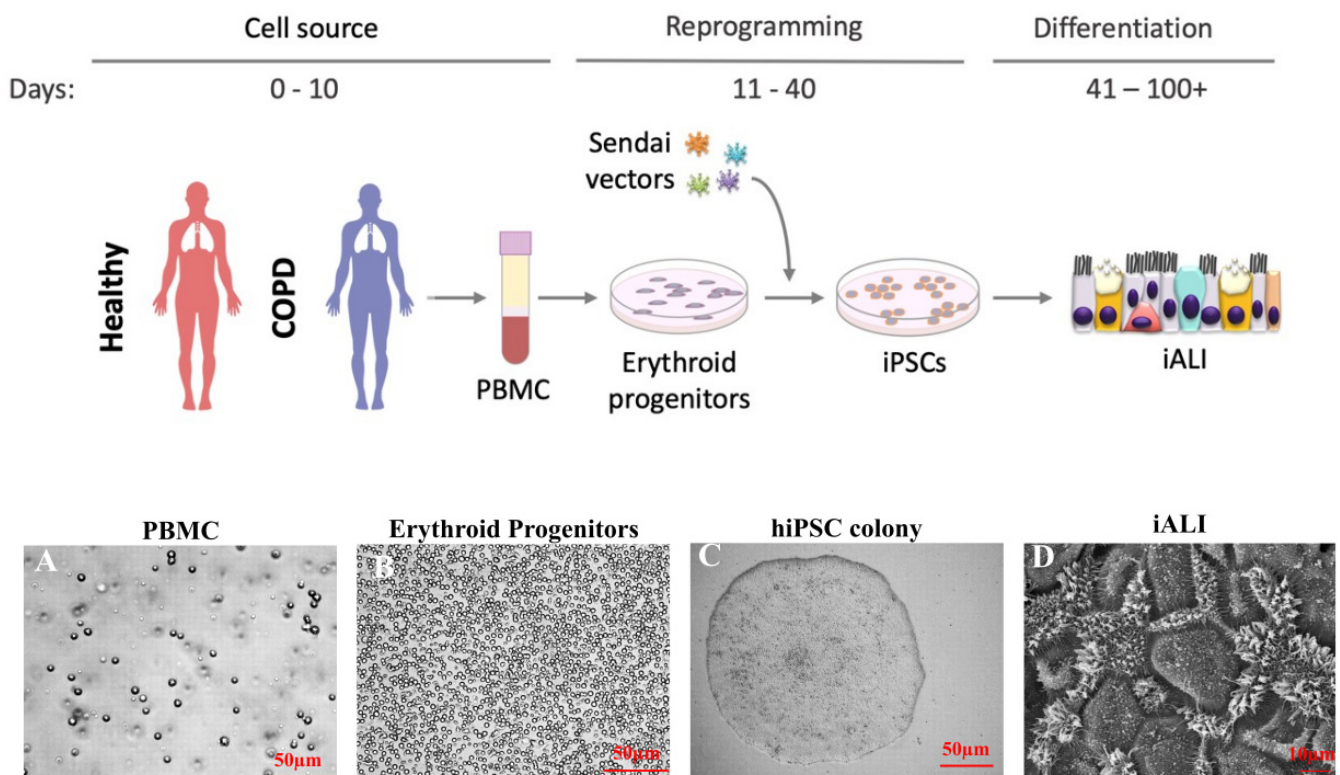 Cell source
Reprogramming
Differentiation
Days:
0 - 10
11 - 40
41 – 100+
Sendai
vectors
Healthy
COPD
PBMC
Erythroid
progenitors
iPSCs
iALI
PBMC
Erythroid Progenitors
hiPSC colony
iALI
A
B
C
D
50µm
50µm
50µm
10µm